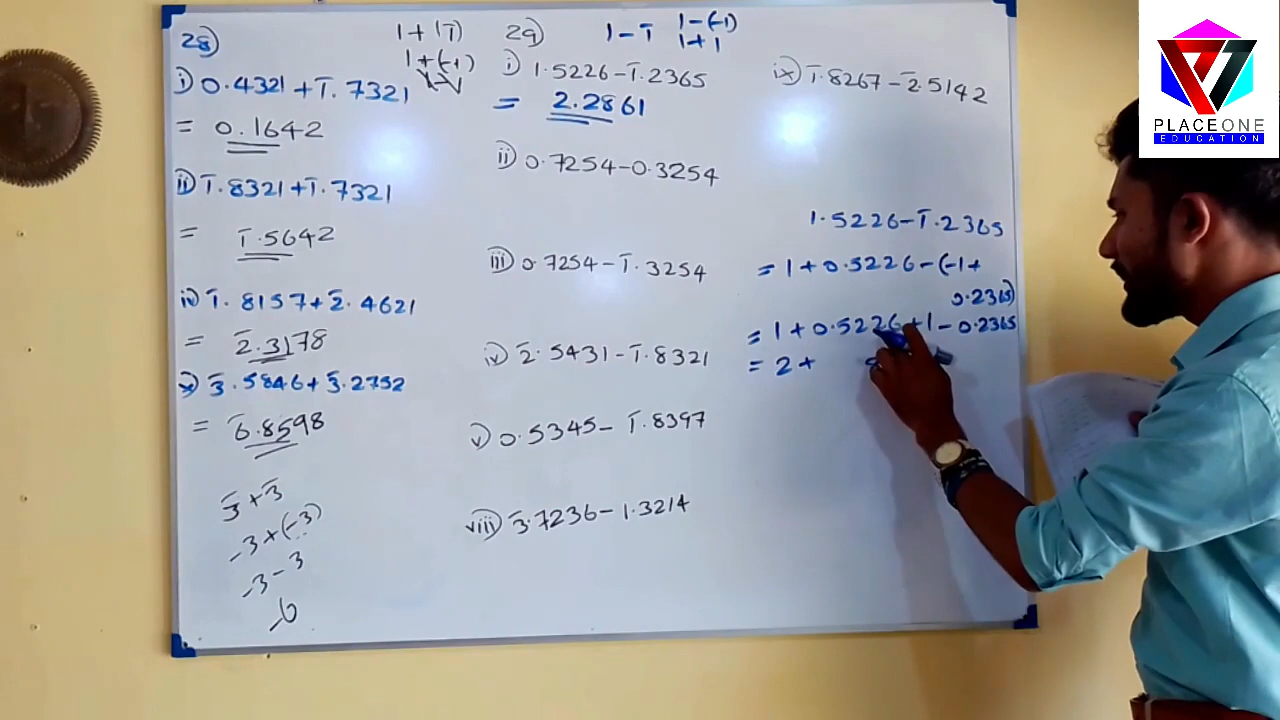 28)
1 + (1̅)
1 + (-1)
1 - 1
i) 0.4321 + 1̅.7321
= 0.1642
ii) 1̅.8321 + 1̅.7321
= 1̅.5642
iv) 1̅.8157 + 2̅.4621
= 2̅.3178
v) 3̅.5846 + 3̅.2752
= 6̅.8598
3̅ + 3̅
-3 + (-3)
-3 - 3
-6
29)
1 - 1̅
1 - (-1)
1 + 1
i) 1.5226 - 1̅.2365
= 2.2861
ii) 0.7254 - 0.3254
iii) 0.7254 - 1̅.3254
iv) 2̅.5431 - 1̅.8321
v) 0.5345 - 1̅.8397
viii) 3̅.7236 - 1.3214
ix) 1̅.8267 - 2̅.5142
1.5226 - 1̅.2365
= 1 + 0.5226 - (-1 +
0.2365)
= 1 + 0.5226 + 1 - 0.2365
= 2 +
PLACEONE
EDUCATION